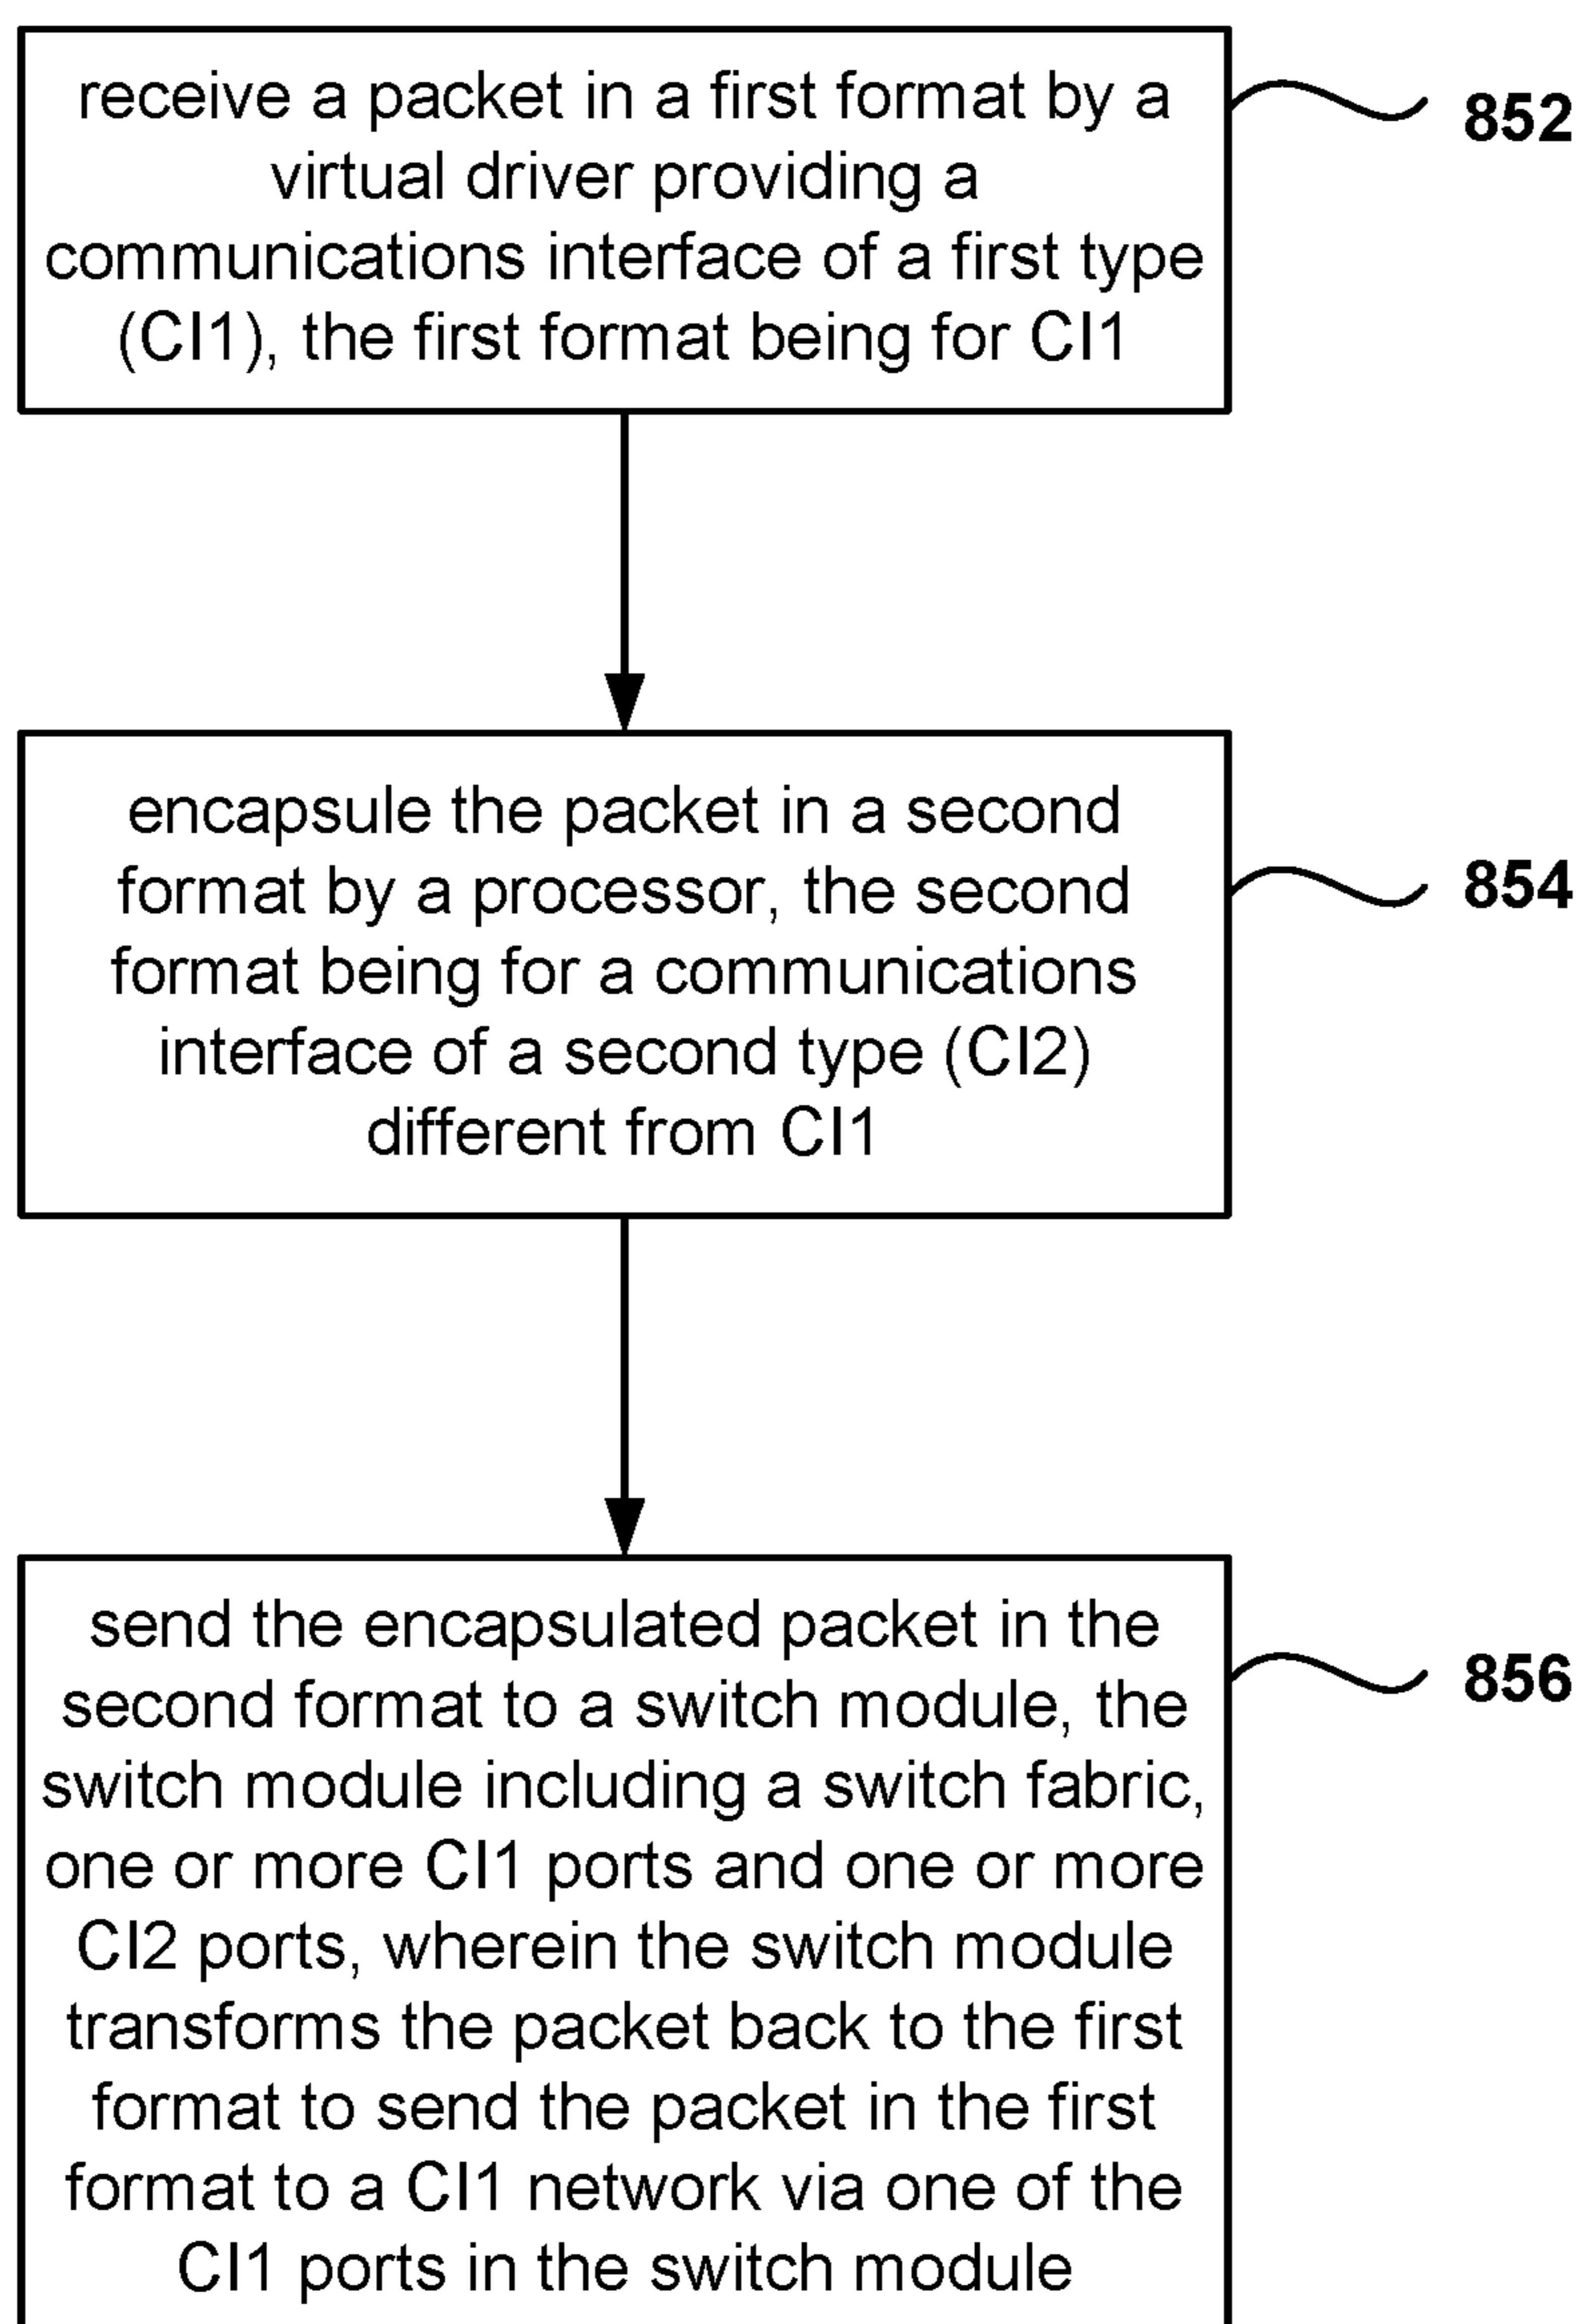 receive a packet in a first format by a
virtual driver providing a
communications interface of a first type
(CI1), the first format being for CI1
852
encapsule the packet in a second
format by a processor, the second
format being for a communications
interface of a second type (CI2)
different from CI1
854
send the encapsulated packet in the
second format to a switch module, the
switch module including a switch fabric,
one or more CI1 ports and one or more
CI2 ports, wherein the switch module
transforms the packet back to the first
format to send the packet in the first
format to a CI1 network via one of the
CI1 ports in the switch module
856